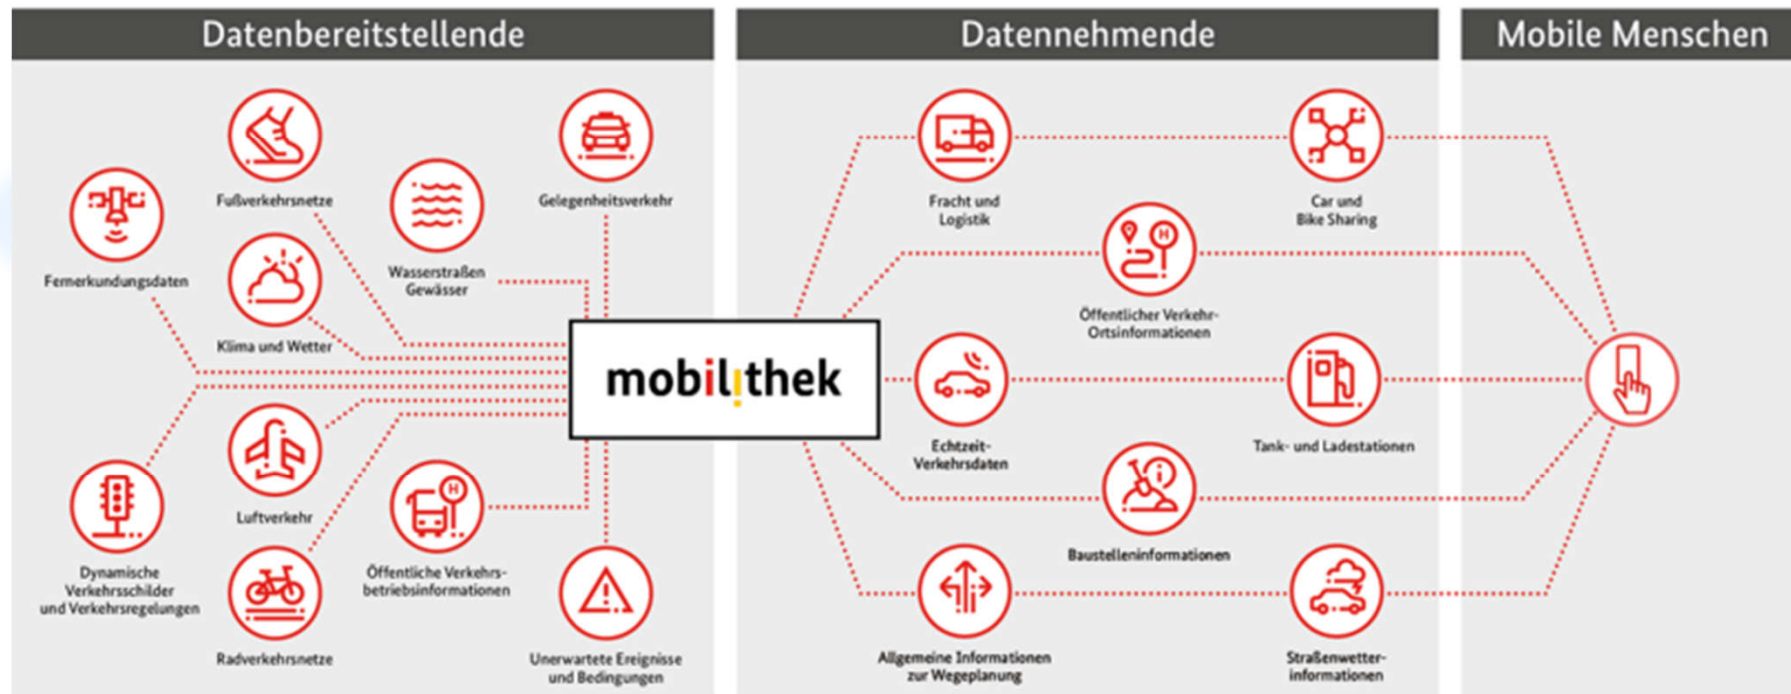 Datenbereitstellende
Datennehmende
Mobile Menschen
Fußverkehrsnetze
Gelegenheitsverkehr
Fernerkundungsdaten
Wasserstraßen
Gewässer
Klima und Wetter
Luftverkehr
Dynamische
Verkehrsschilder
und Verkehrsregelungen
Radverkehrsnetze
H
Öffentliche Verkehrs-
betriebsinformationen
Unerwartete Ereignisse
und Bedingungen
mobilithek
Fracht und
Logistik
Car und
Bike Sharing
H
Öffentlicher Verkehr-
Ortsinformationen
Echtzeit-
Verkehrsdaten
Tank- und Ladestationen
i
Baustelleninformationen
Allgemeine Informationen
zur Wegeplanung
Straßenwetter-
informationen